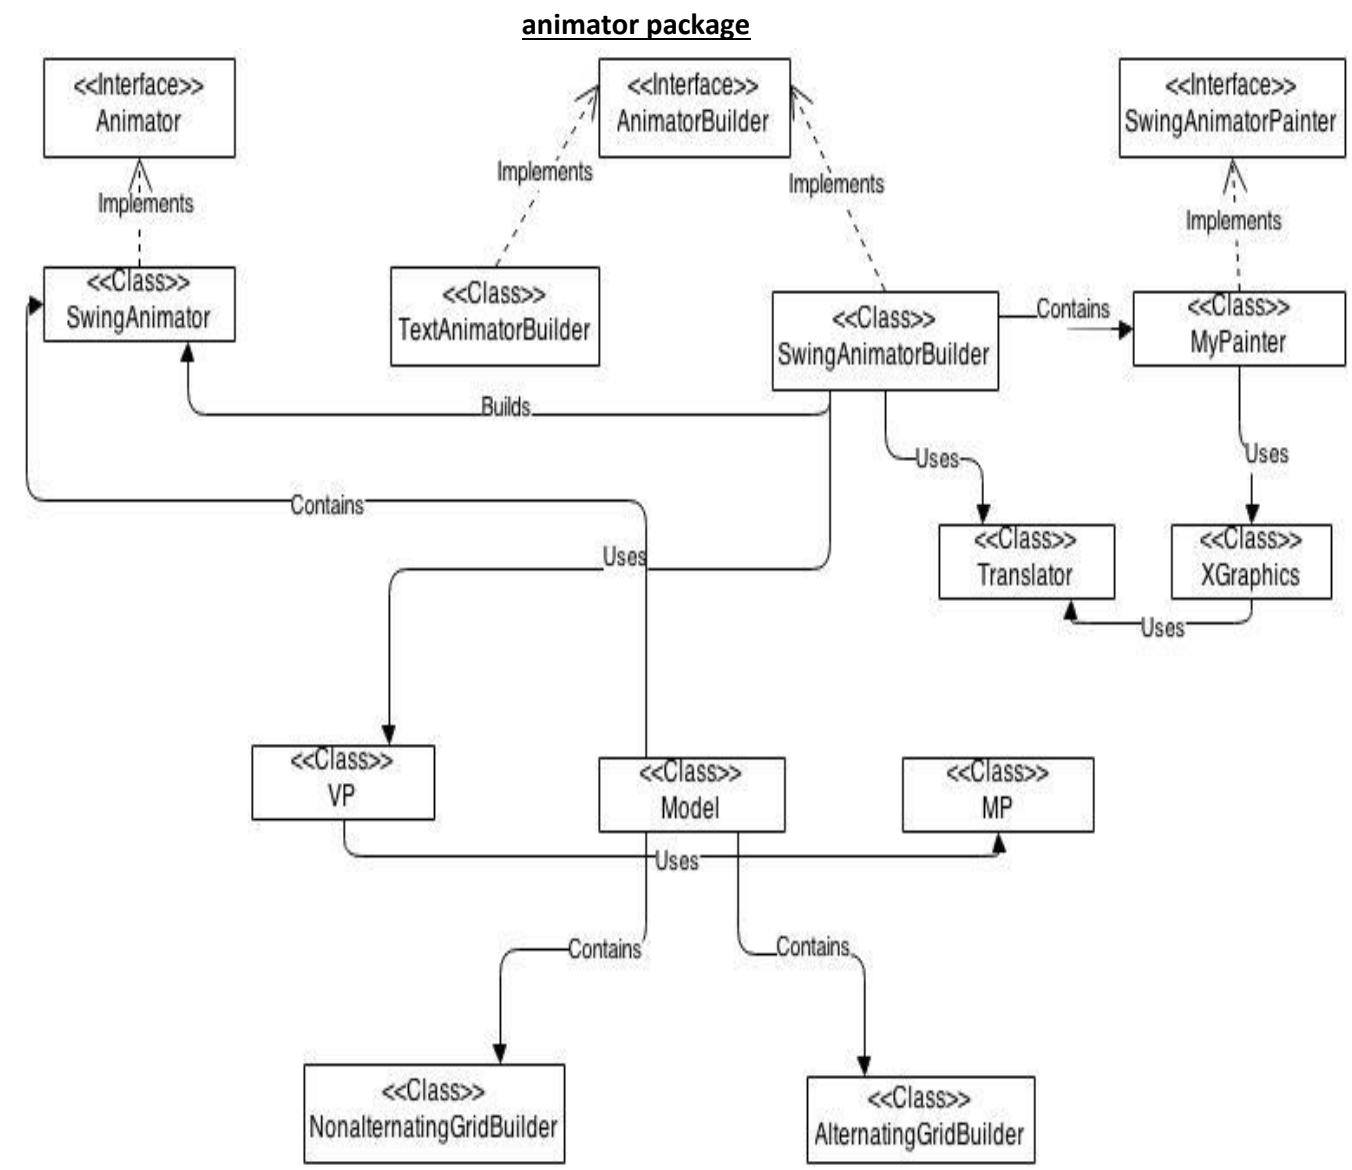 animator package
<<Interface>>
Animator
<<Interface>>
AnimatorBuilder
<<Interface>>
SwingAnimatorPainter
Implements
Implements
Implements
Implements
<<Class>>
SwingAnimator
<<Class>>
TextAnimatorBuilder
<<Class>>
SwingAnimatorBuilder
Contains
<<Class>>
MyPainter
Builds
Uses
Uses
Contains
Uses
<<Class>>
Translator
<<Class>>
XGraphics
Uses
<<Class>>
VP
<<Class>>
Model
<<Class>>
MP
Uses
Contains
Contains
<<Class>>
NonalternatingGridBuilder
<<Class>>
AlternatingGridBuilder